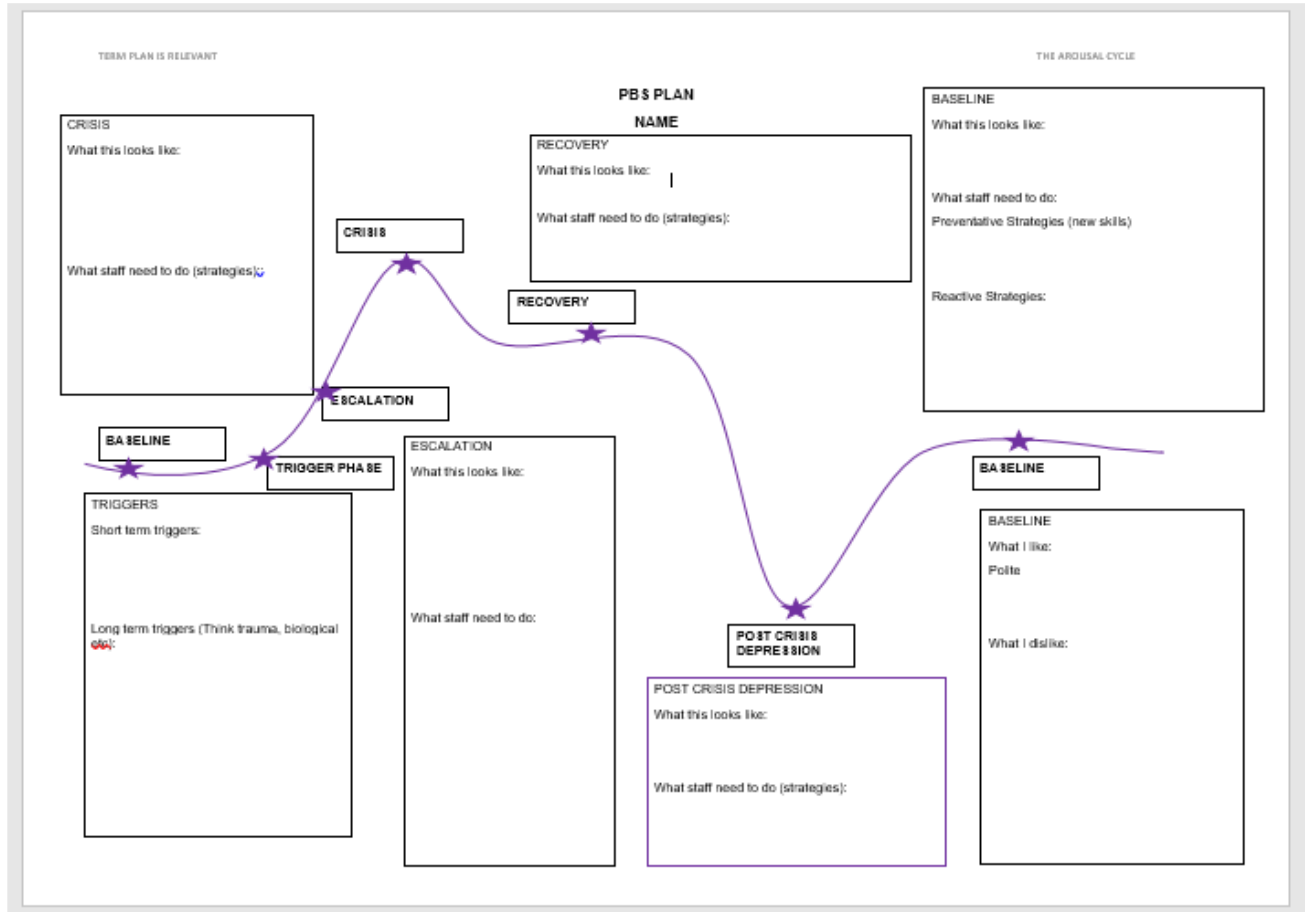 TERM PLAN IS RELEVANT
THE AROUSAL CYCLE
PBS PLAN
NAME
CRISIS
What this looks like:
What staff need to do (strategies):
RECOVERY
What this looks like:
What staff need to do (strategies):
BASELINE
What this looks like:
What staff need to do:
Preventative Strategies (new skills)
Reactive Strategies:
CRISIS
RECOVERY
ESCALATION
BASELINE
TRIGGER PHASE
BASELINE
TRIGGERS
Short term triggers:
Long term triggers (Think trauma, biological
etc):
ESCALATION
What this looks like:
What staff need to do:
POST CRISIS
DEPRESSION
POST CRISIS DEPRESSION
What this looks like:
What staff need to do (strategies):
BASELINE
What I like:
Polite
What I dislike: